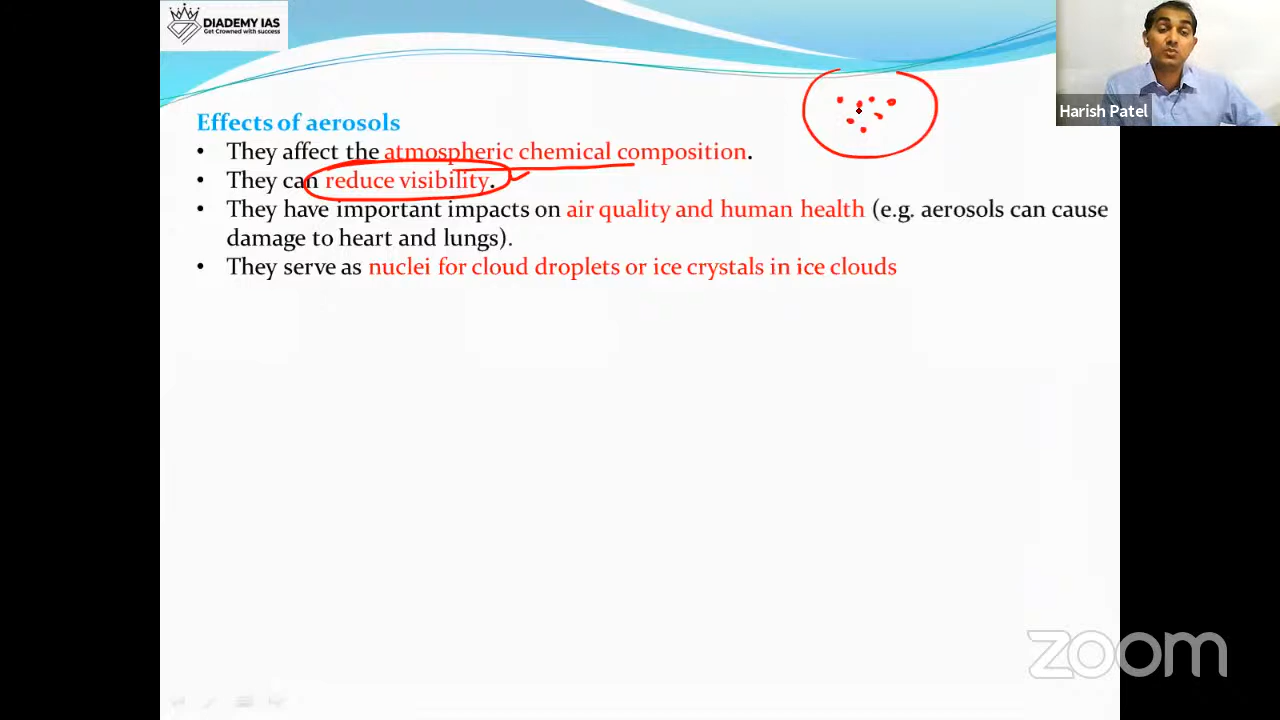 DIADEMY IAS
Get Crowned with success
Harish Patel
Effects of aerosols
• They affect the atmospheric chemical composition.
• They can reduce visibility.
• They have important impacts on air quality and human health (e.g. aerosols can cause
damage to heart and lungs).
• They serve as nuclei for cloud droplets or ice crystals in ice clouds
zoom